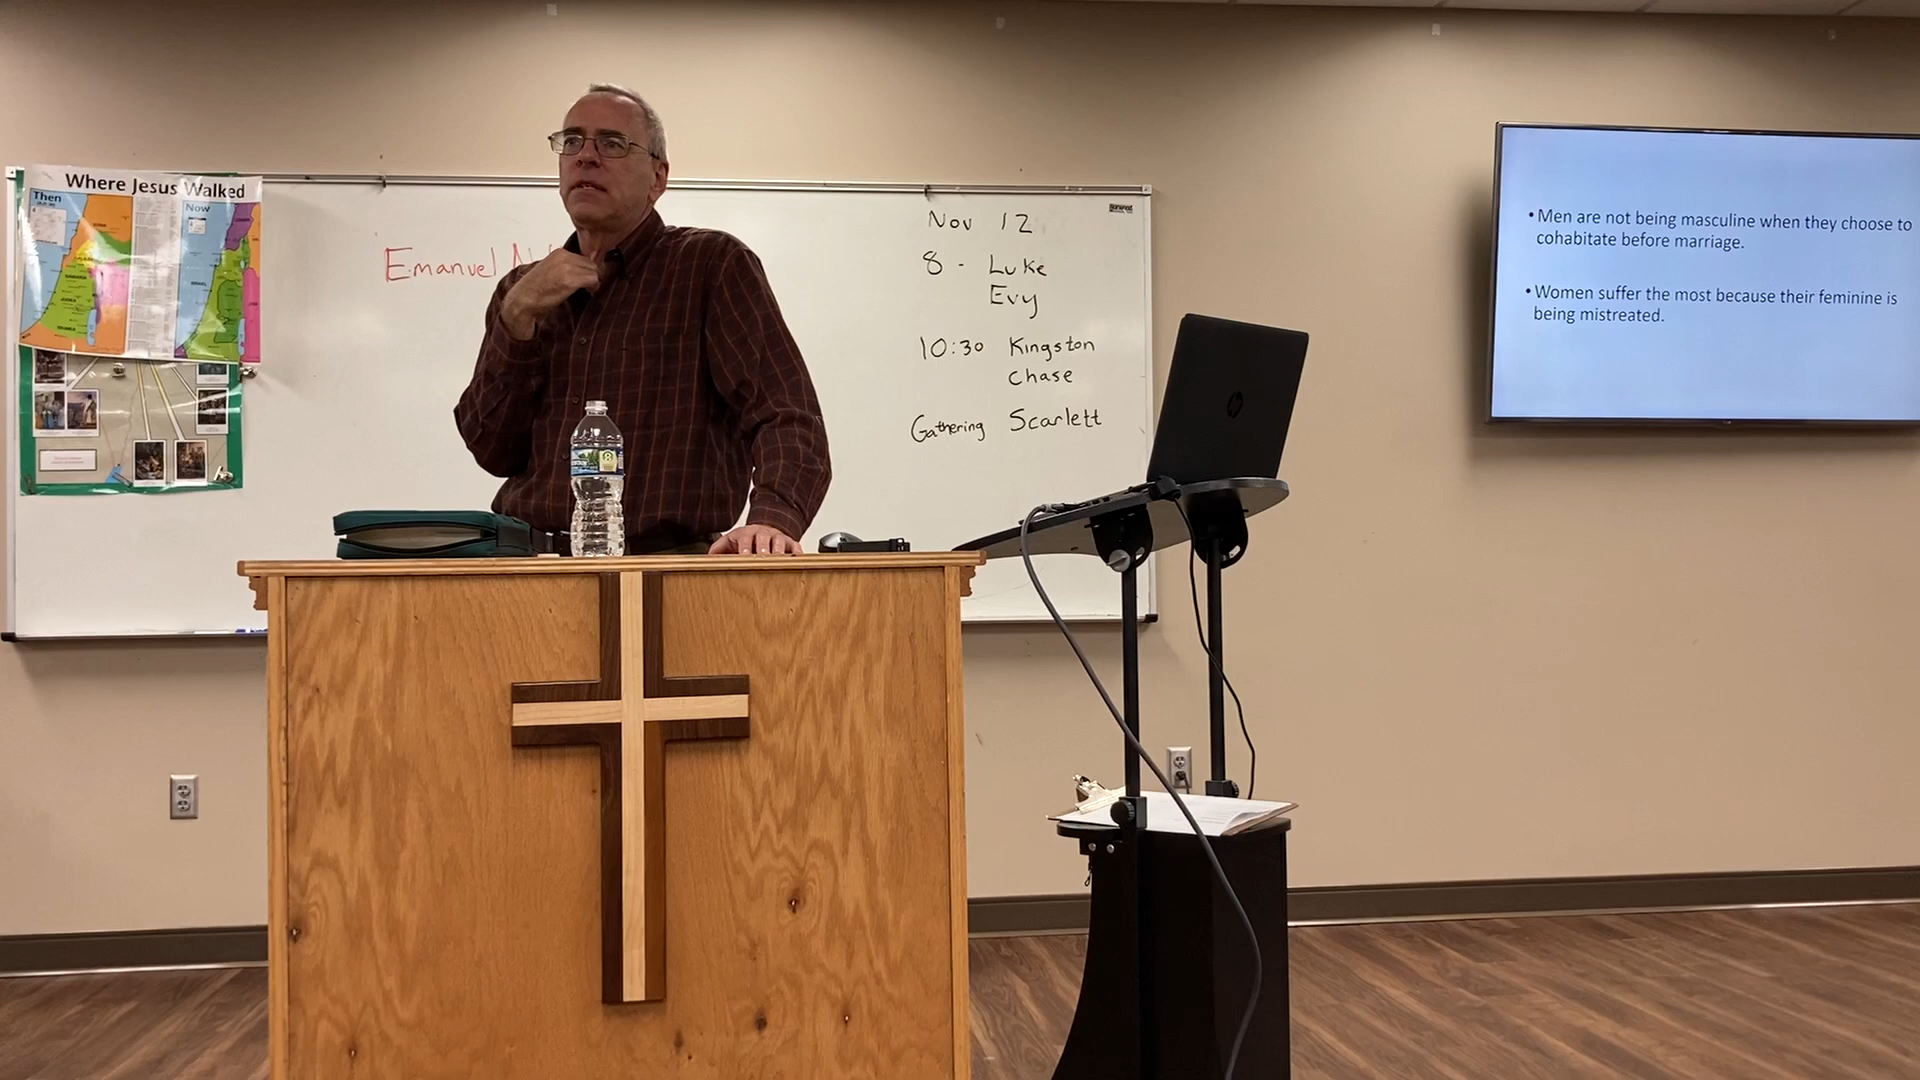 Where Jesus Walked
Then
Now
Emanuel
Nov 12
8 - Luke
Evy
10:30 Kingston
Chase
Gathering Scarlett
hp
• Men are not being masculine when they choose to
cohabitate before marriage.
• Women suffer the most because their feminine is
being mistreated.